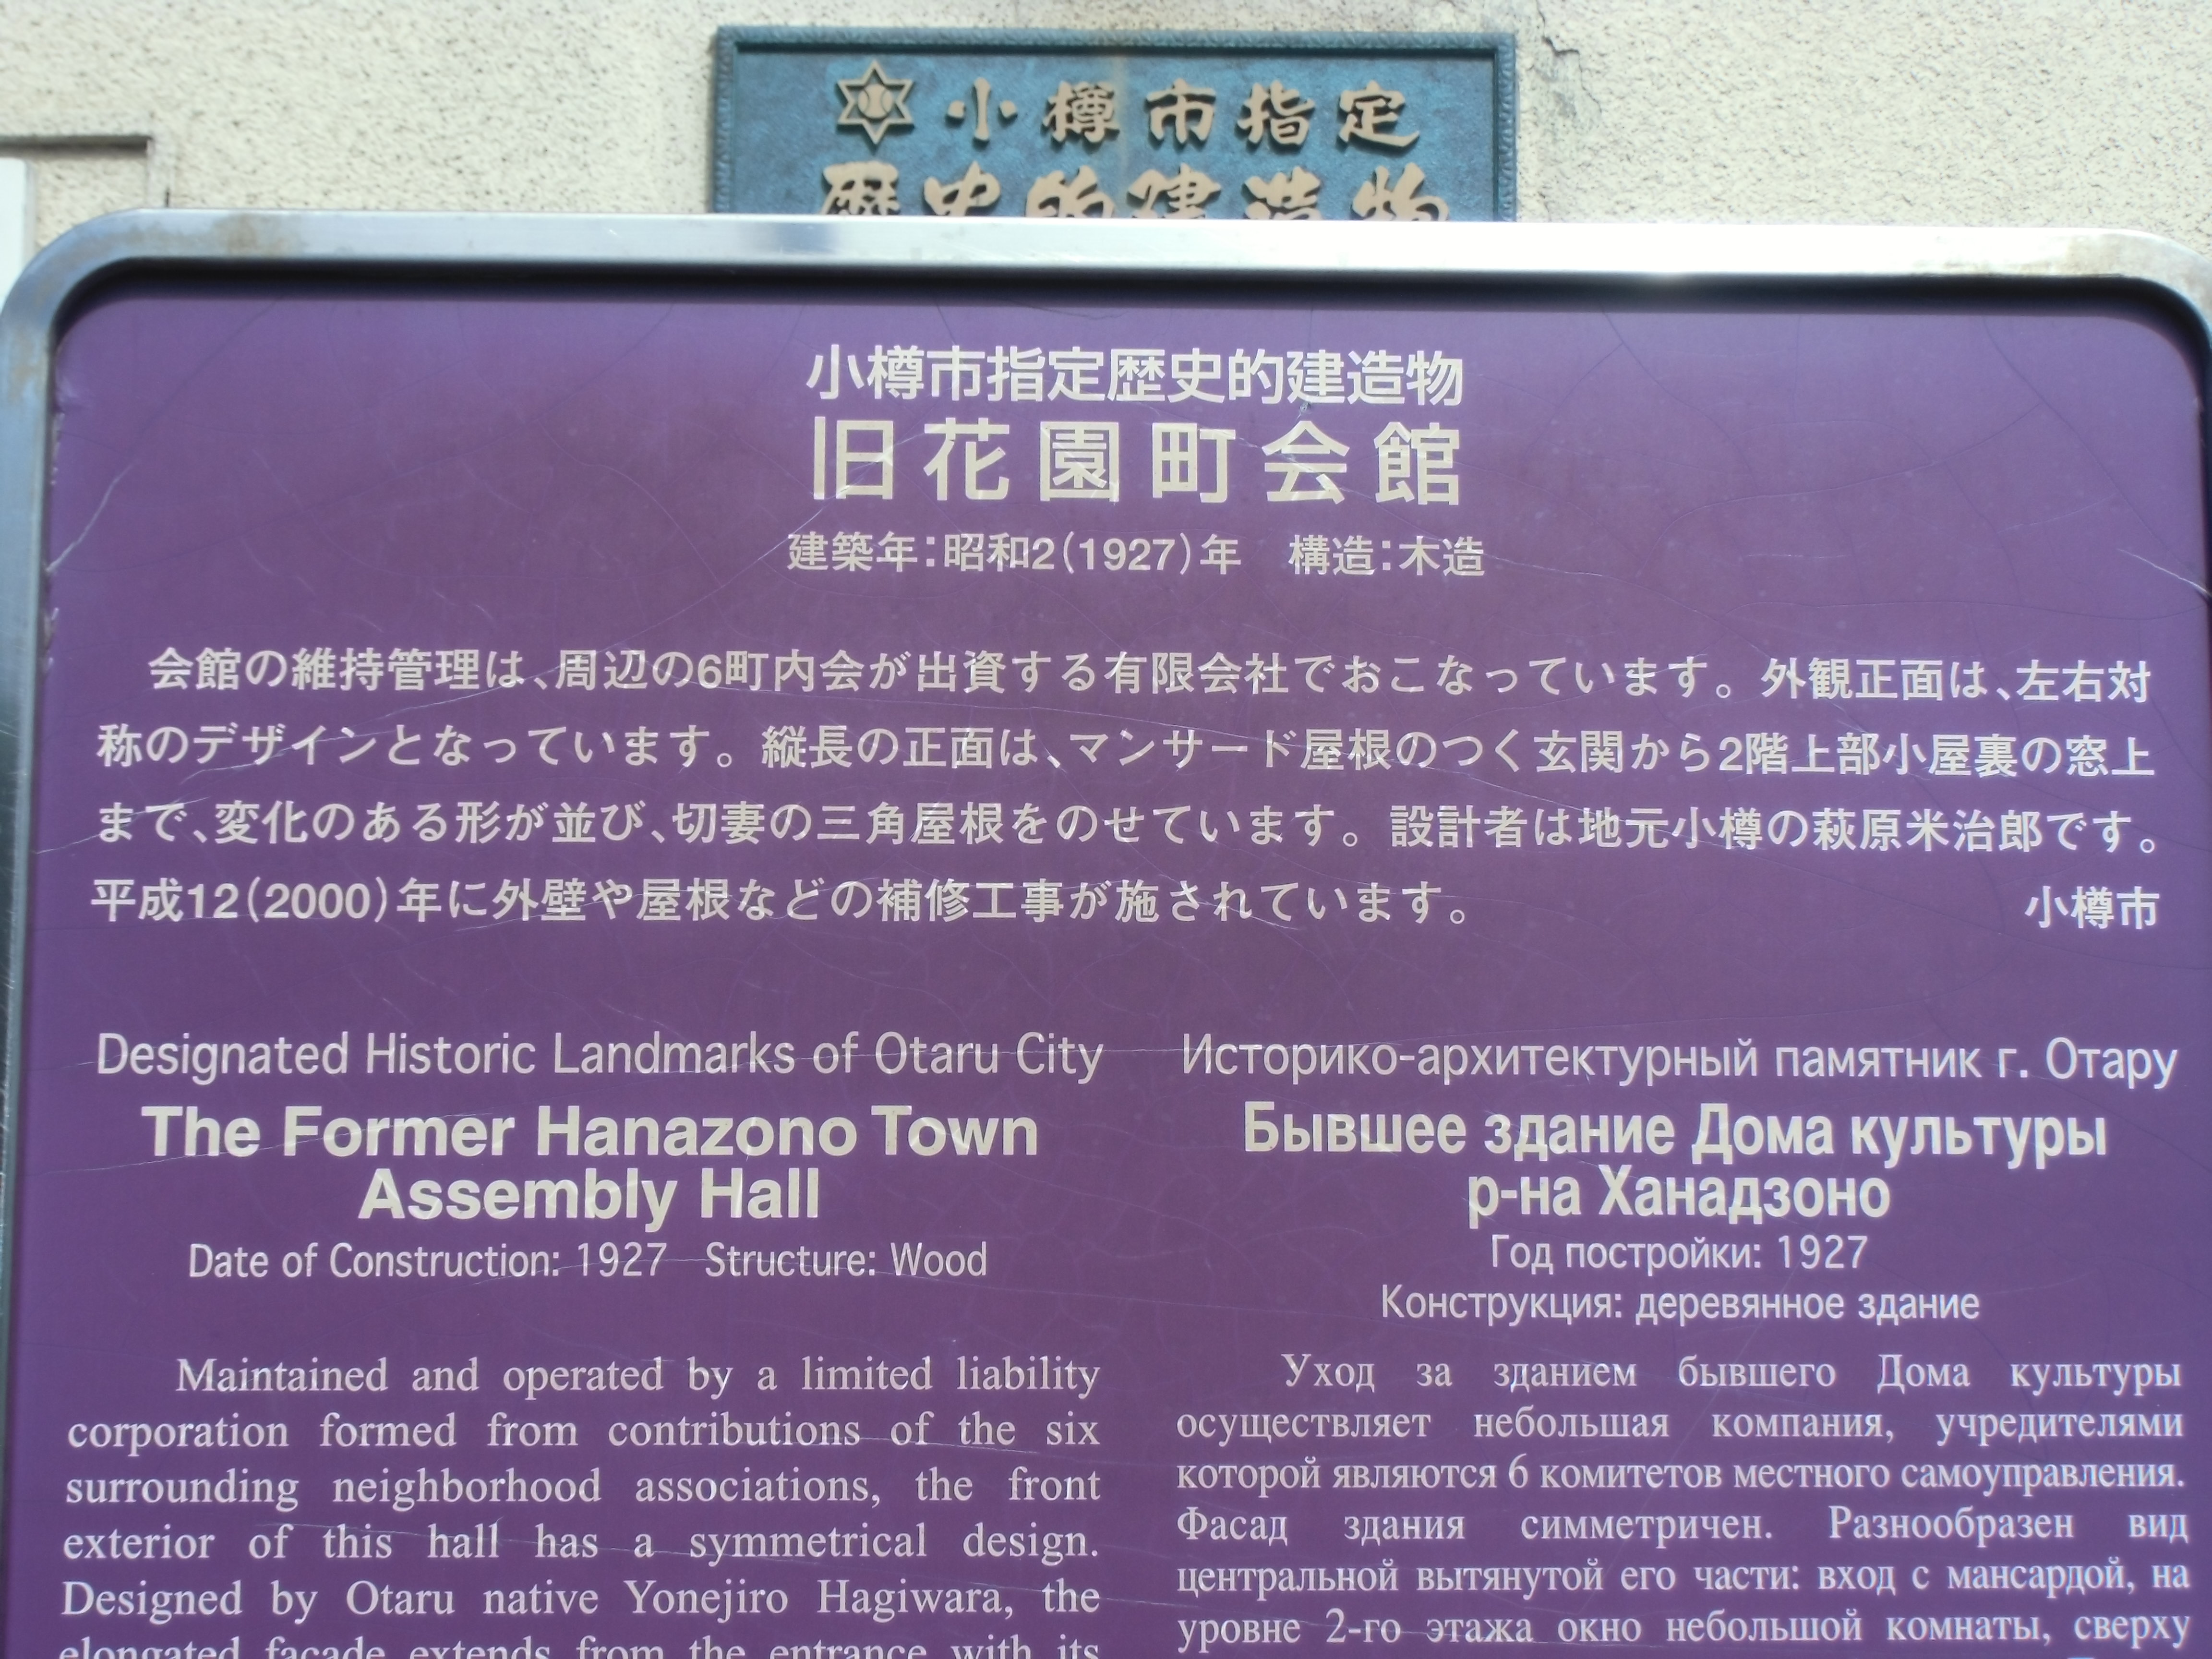 小樽市指定
歴史的建造物
小樽市指定歴史的建造物
旧花園町会館
建築年：昭和2（1927）年　構造：木造
会館の維持管理は、周辺の6町内会が出資する有限会社でおこなっています。外観正面は、左右対
称のデザインとなっています。縦長の正面は、マンサード屋根のつく玄関から2階上部小屋裏の窓上
まで、変化のある形が並び、切妻の三角屋根をのせています。設計者は地元小樽の萩原米治郎です。
平成12（2000）年に外壁や屋根などの補修工事が施されています。　小樽市
Designated Historic Landmarks of Otaru City
The Former Hanazono Town
Assembly Hall
Date of Construction: 1927 Structure: Wood
Maintained and operated by a limited liability
corporation formed from contributions of the six
surrounding neighborhood associations, the front
exterior of this hall has a symmetrical design.
Designed by Otaru native Yonejiro Hagiwara, the
elongated facade extends from the entrance with its
Историко-архитектурный памятник г. Отару
Бывшее здание Дома культуры
р-на Ханадзоно
Год постройки: 1927
Конструкция: деревянное здание
Уход за зданием бывшего Дома культуры
осуществляет небольшая компания, учредителями
которой являются 6 комитетов местного самоуправления.
Фасад здания симметричен. Разнообразен вид
центральной вытянутой его части: вход с мансардой, на
уровне 2-го этажа окно небольшой комнаты, сверху